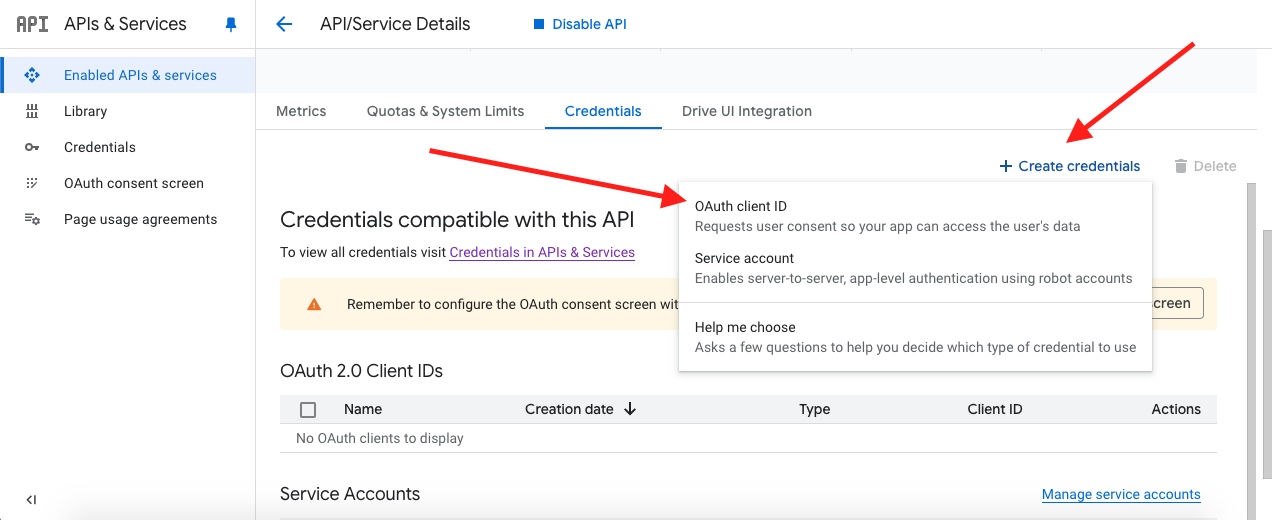 API APIs & Services
API/Service Details
Disable API
Enabled APIs & services
Library
Credentials
OAuth consent screen
Page usage agreements
Metrics
Quotas & System Limits
Credentials
Drive UI Integration
Create credentials
Delete
OAuth client ID
Requests user consent so your app can access the user's data
Service account
Enables server-to-server, app-level authentication using robot accounts
Help me choose
Asks a few questions to help you decide which type of credential to use
Credentials compatible with this API
To view all credentials visit Credentials in APIs & Services
Remember to configure the OAuth consent screen
OAuth 2.0 Client IDs
Name Creation date Type Client ID Actions
No OAuth clients to display
Service Accounts
Manage service accounts